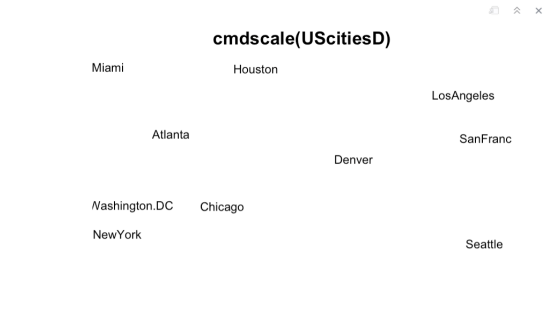 cmdscale(UScitiesD)
Miami
Houston
LosAngeles
Atlanta
SanFranc
Denver
Washington.DC
Chicago
NewYork
Seattle